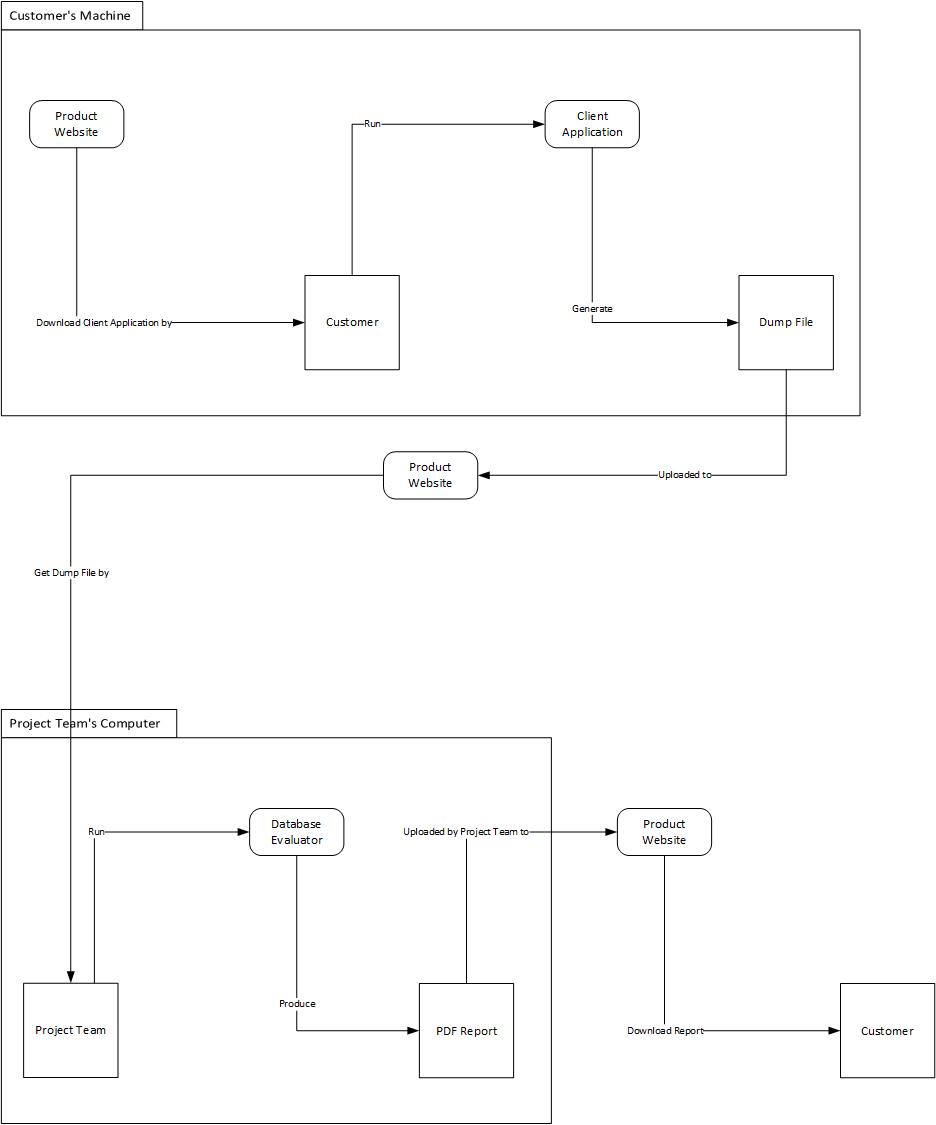 Customer's Machine
Product
Website
Client
Application
Run
Download Client Application by
Customer
Generate
Dump File
Product
Website
Uploaded to
Get Dump File by
Project Team's Computer
Run
Database
Evaluator
Uploaded by Project Team to
Product
Website
Produce
Project Team
PDF Report
Download Report
Customer